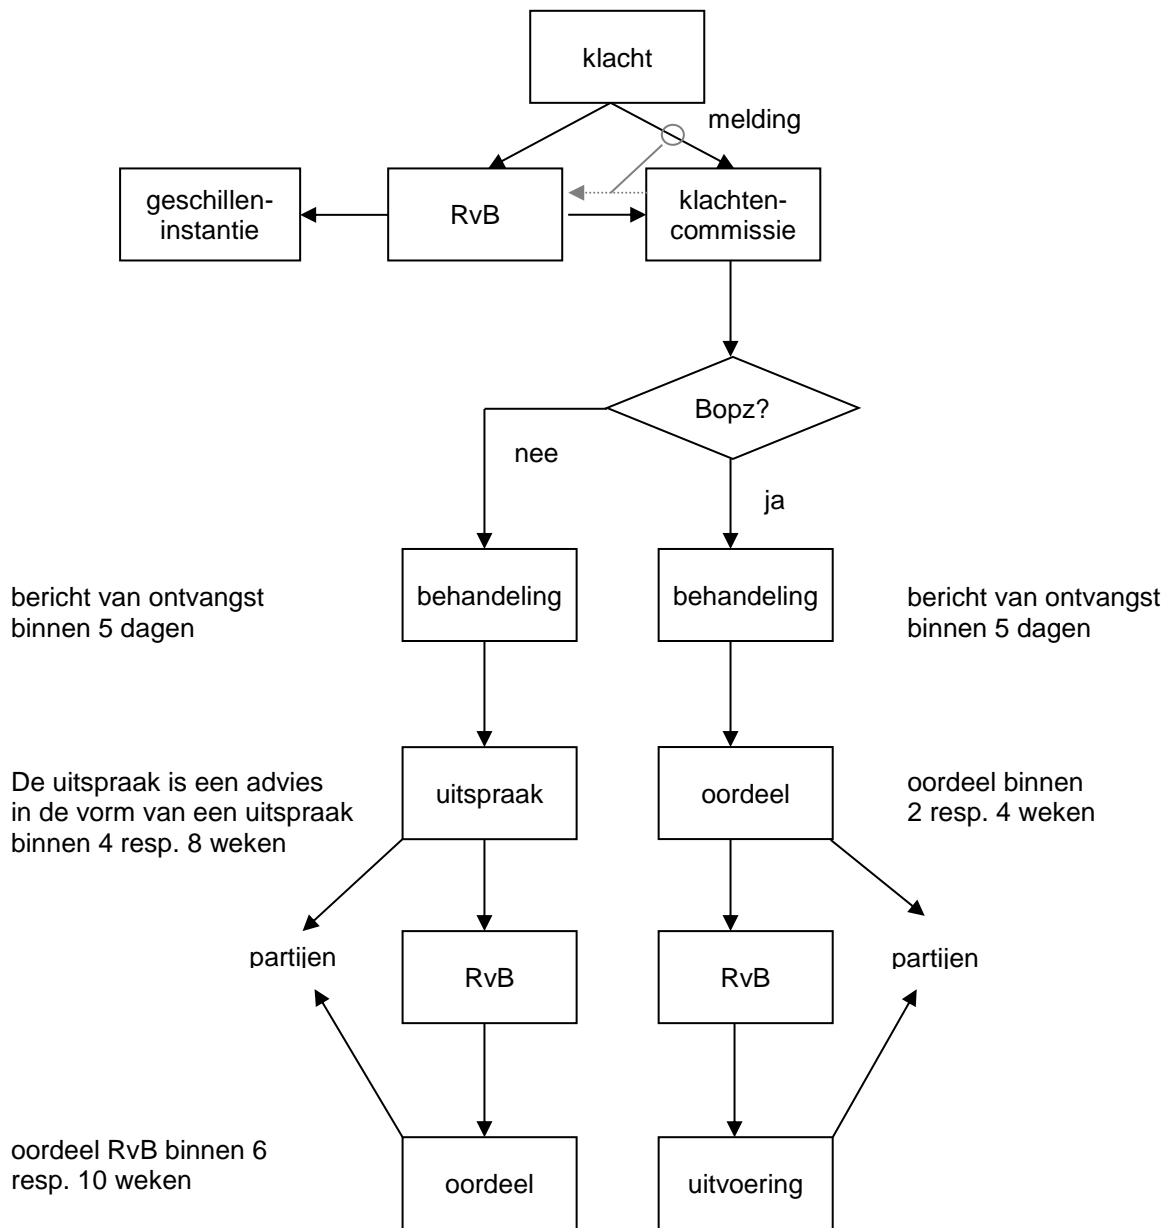 klacht
melding
geschillen-
instantie
RvB
klachten-
commissie
Bopz?
nee
ja
bericht van ontvangst
binnen 5 dagen
behandeling
behandeling
bericht van ontvangst
binnen 5 dagen
De uitspraak is een advies
in de vorm van een uitspraak
binnen 4 resp. 8 weken
uitspraak
oordeel
oordeel binnen
2 resp. 4 weken
partijen
RvB
RvB
partijen
oordeel RvB binnen 6
resp. 10 weken
oordeel
uitvoering